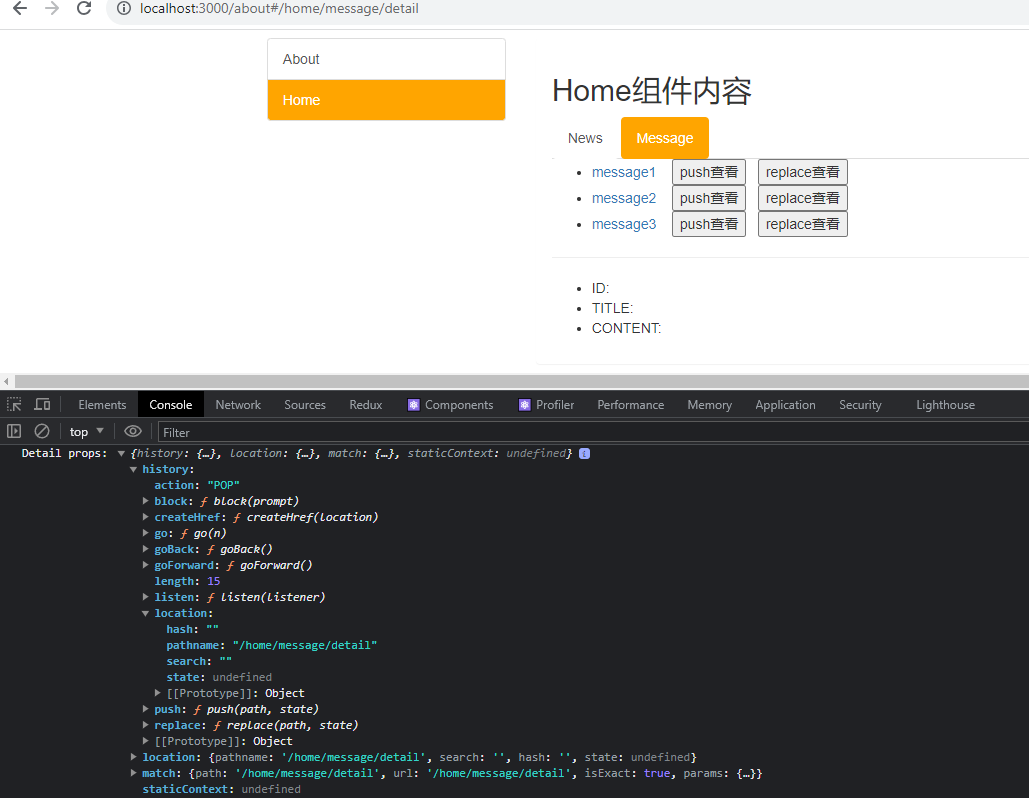 localhost:3000/about#/home/message/detail
About
Home
Home组件内容
News Message
message1 push查看 replace查看
message2 push查看 replace查看
message3 push查看 replace查看
ID:
TITLE:
CONTENT:
Elements Console Network Sources Redux Components Profiler Performance Memory Application Security Lighthouse
top Filter
Detail props: {history: {…}, location: {…}, match: {…}, staticContext: undefined}
history:
action: "POP"
block: ƒ block(prompt)
createHref: ƒ createHref(location)
go: ƒ go(n)
goBack: ƒ goBack()
goForward: ƒ goForward()
length: 15
listen: ƒ listen(listener)
location:
hash: ""
pathname: "/home/message/detail"
search: ""
state: undefined
[[Prototype]]: Object
push: ƒ push(path, state)
replace: ƒ replace(path, state)
[[Prototype]]: Object
location: {pathname: '/home/message/detail', search: '', hash: '', state: undefined}
match: {path: '/home/message/detail', url: '/home/message/detail', isExact: true, params: {…}}
staticContext: undefined